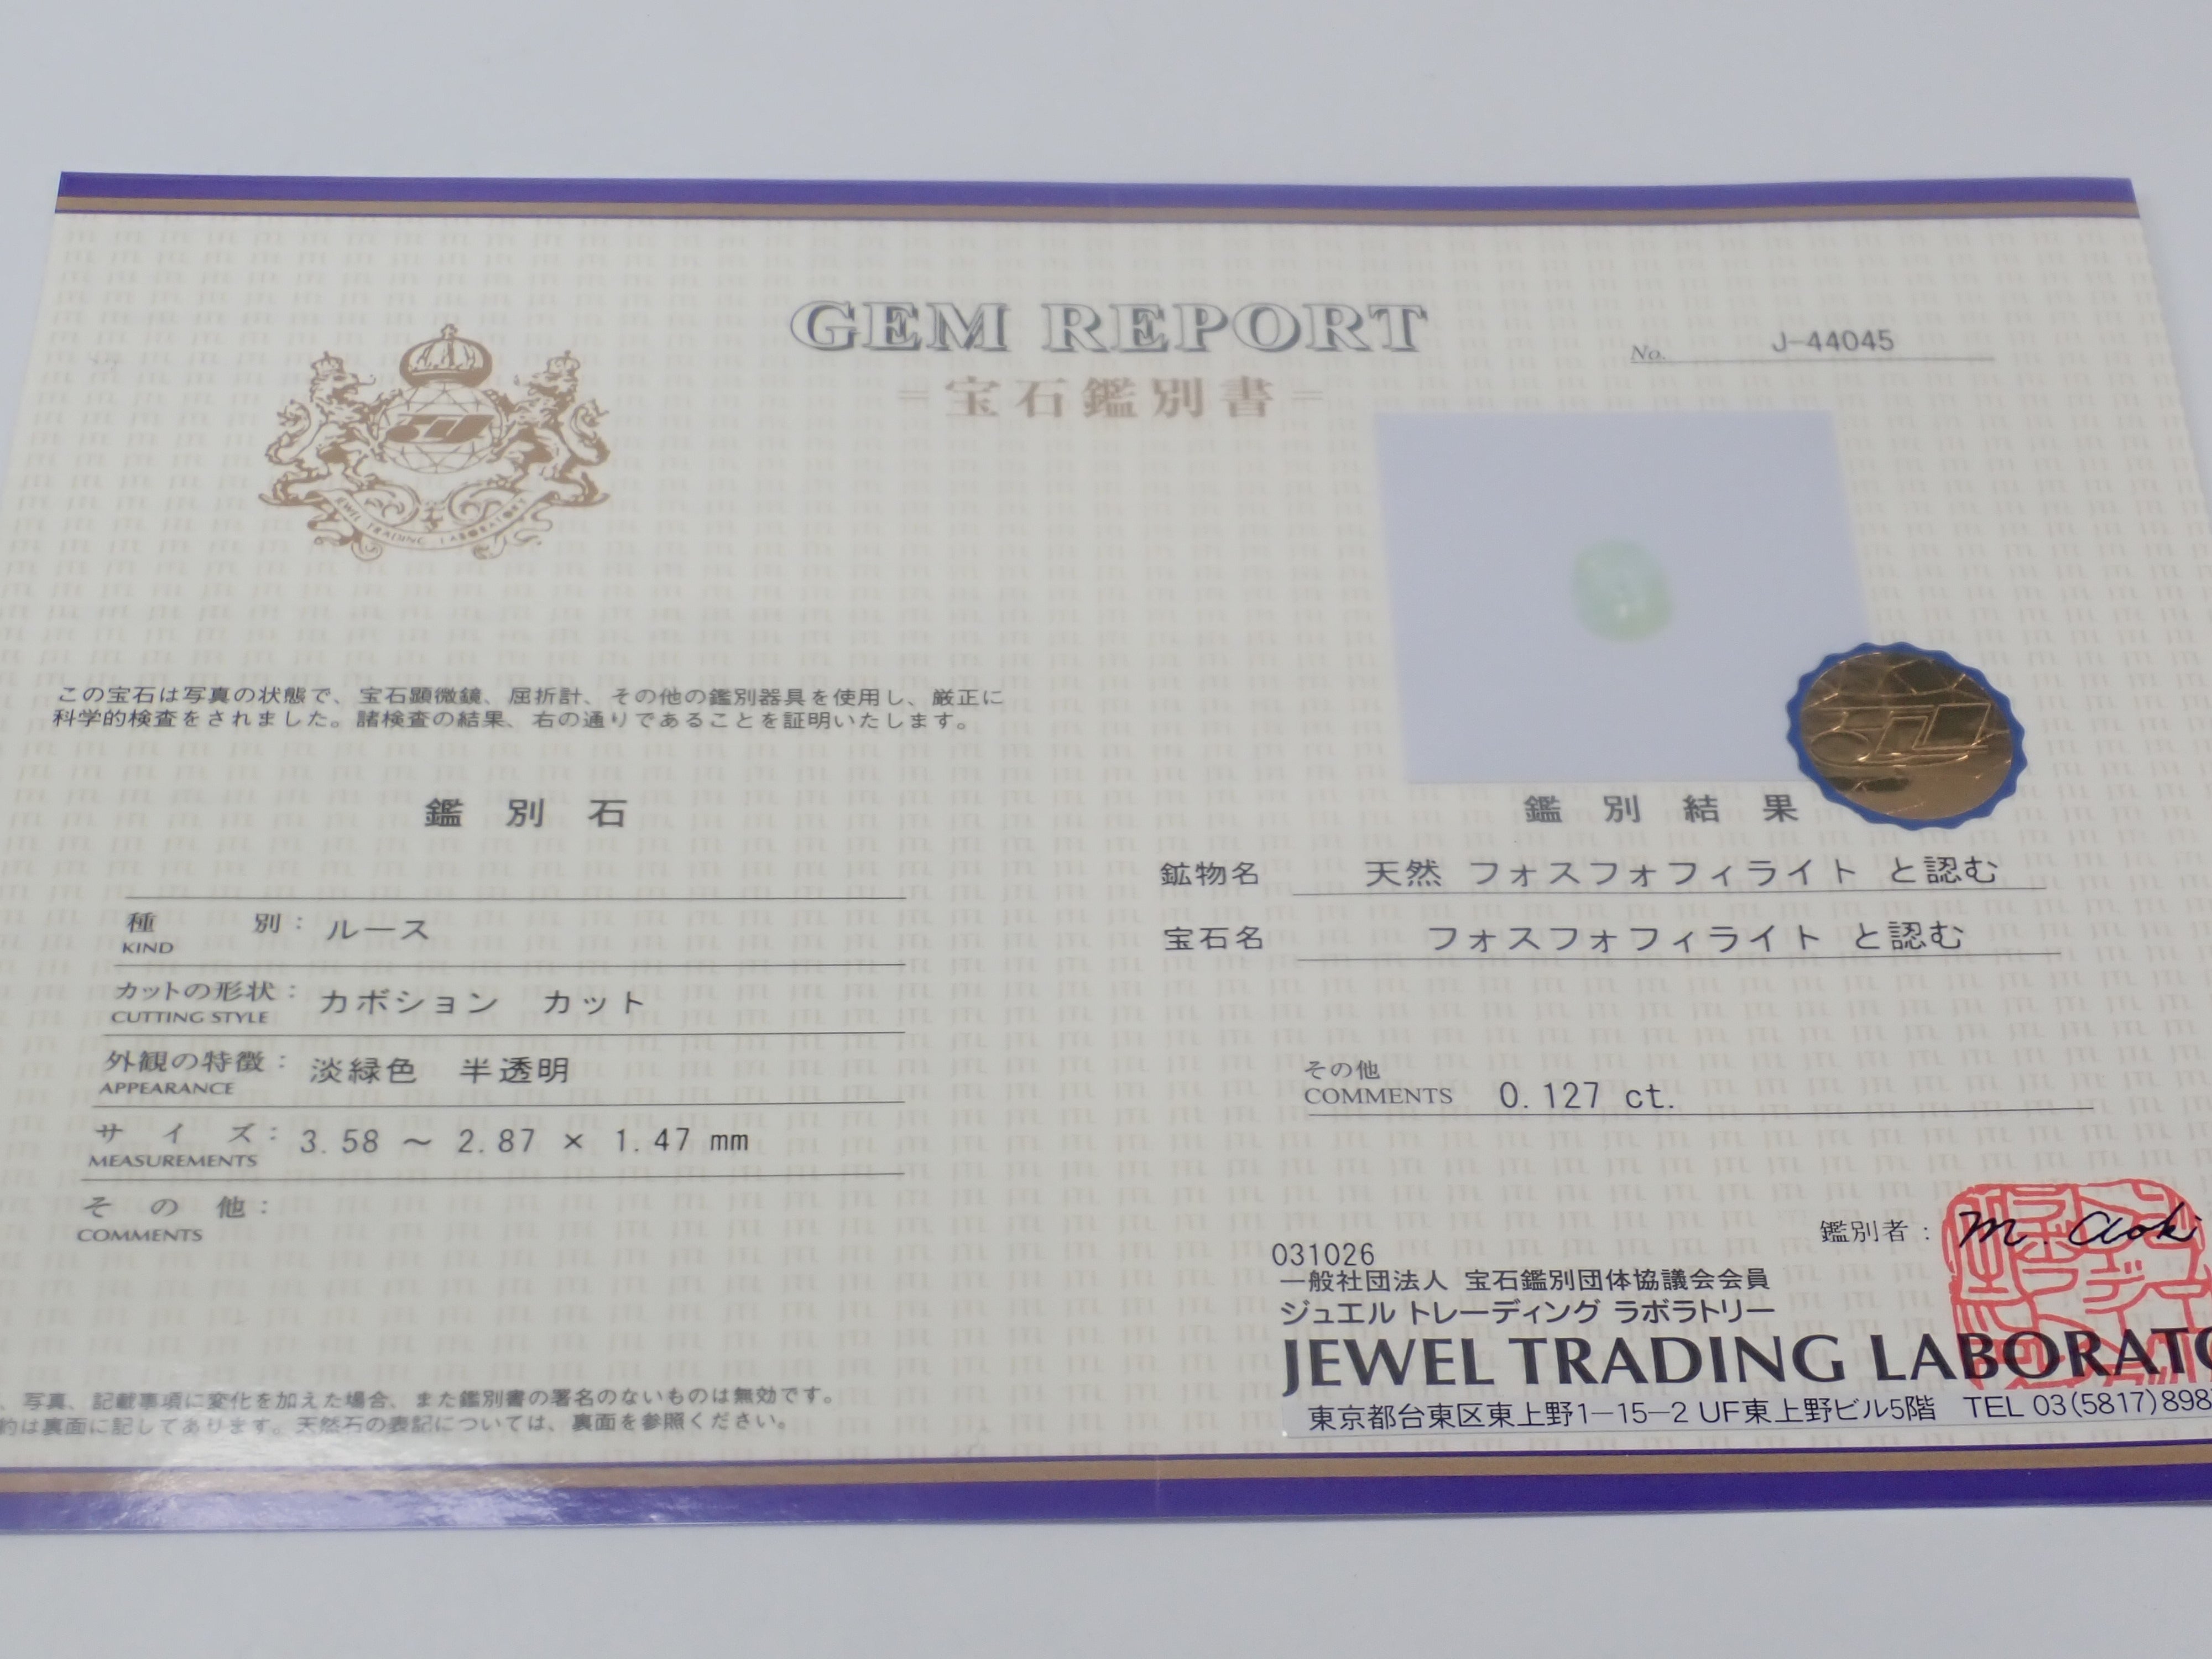 GEM REPORT
No. J-44045
=宝石鑑別書=
JEWEL TRADING LABORATORY
この宝石は写真の状態で、宝石顕微鏡、屈折計、その他の鑑別器具を使用し、厳正に
科学的検査をされました。諸検査の結果、右の通りであることを証明いたします。
鑑別石
種別: ルース
KIND
カットの形状: カボション カット
CUTTING STYLE
外観の特徴: 淡緑色 半透明
APPEARANCE
サイズ: 3.58 ～ 2.87 × 1.47 mm
MEASUREMENTS
その他:
COMMENTS
、写真、記載事項に変化を加えた場合、また鑑別書の署名のないものは無効です。
約は裏面に記してあります。天然石の表記については、裏面を参照ください。
鑑別結果
鉱物名 天然 フォスフォフィライト と認む
宝石名 フォスフォフィライト と認む
その他
COMMENTS 0.127 ct.
鑑別者: M. Aoki
031026
一般社団法人 宝石鑑別団体協議会会員
ジュエル トレーディング ラボラトリー
JEWEL TRADING LABORATO
東京都台東区東上野1-15-2 UF東上野ビル5階 TEL 03(5817)898